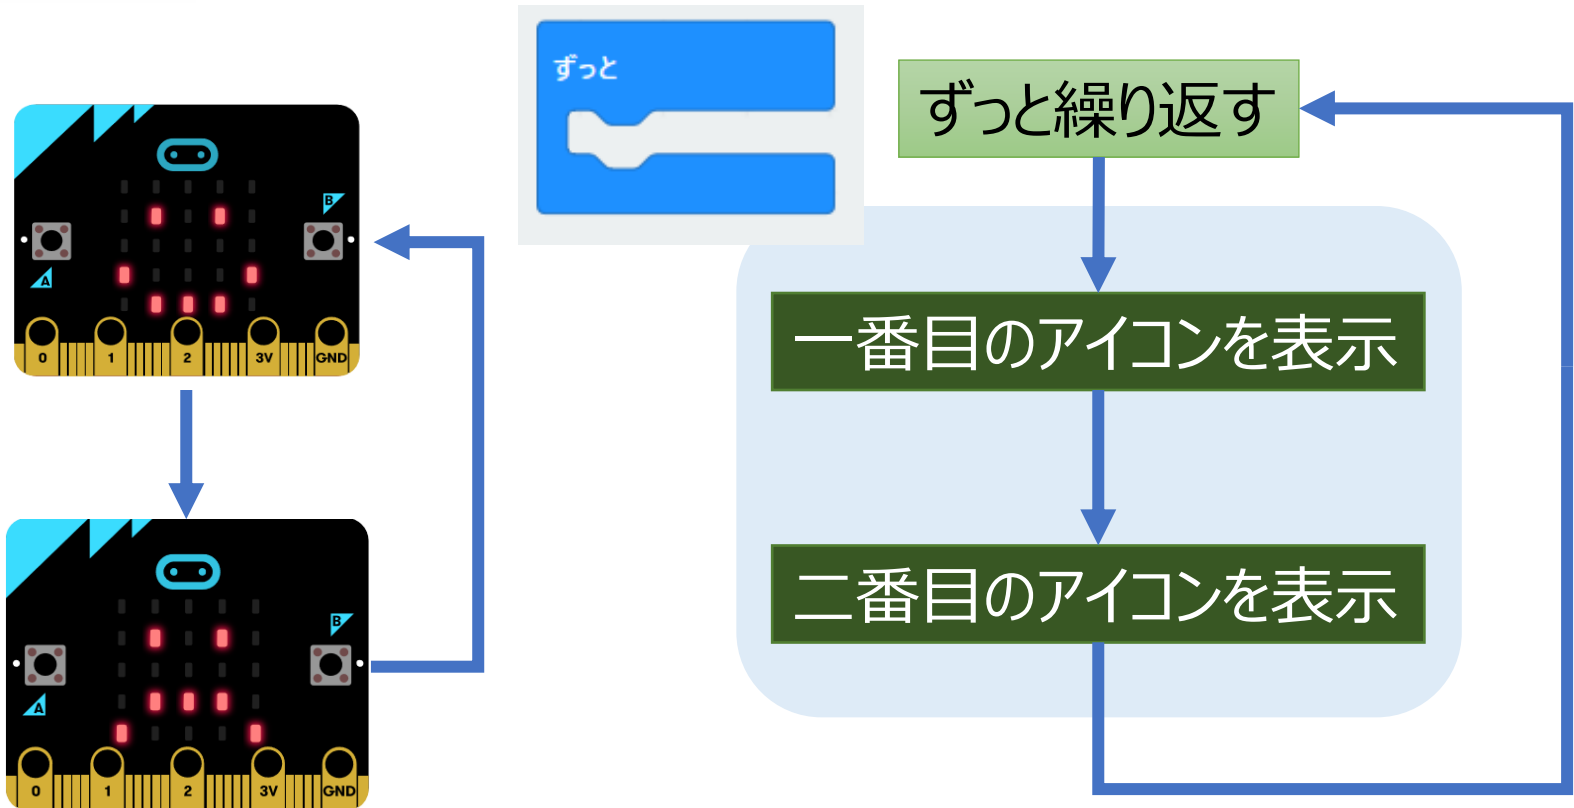 ずっと
ずっと繰り返す
B
A
0 1 2 3V GND
一番目のアイコンを表示
二番目のアイコンを表示
B
A
0 1 2 3V GND